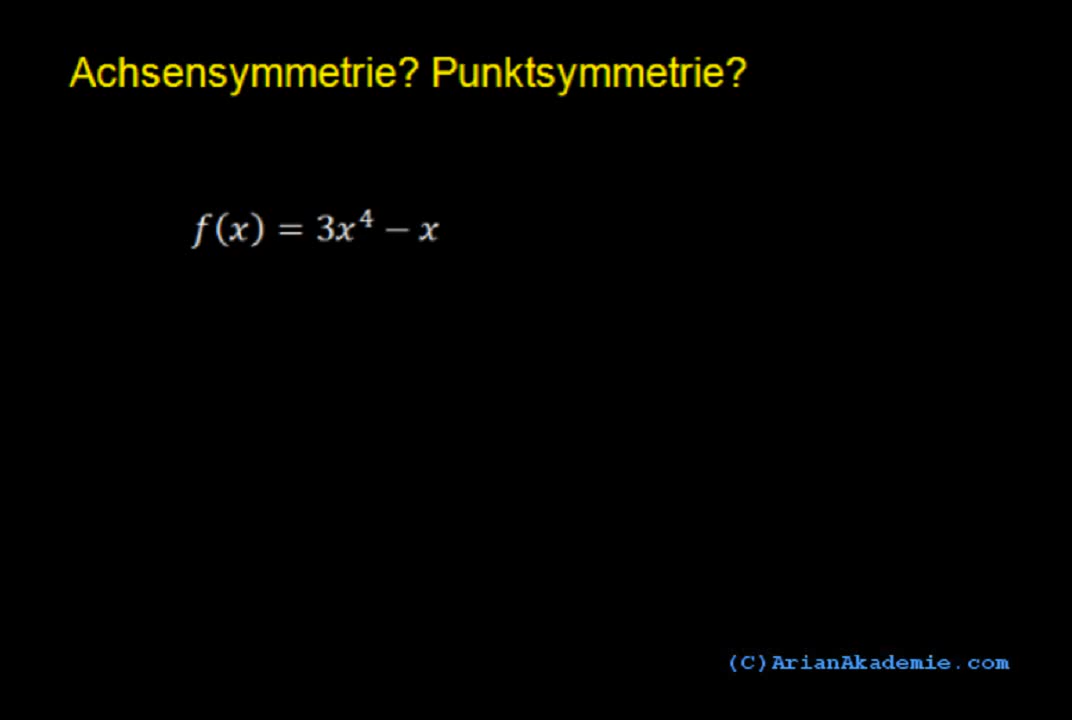 Achsensymmetrie? Punktsymmetrie?
f(x) = 3x⁴ − x
(C)ArianAkademie.com